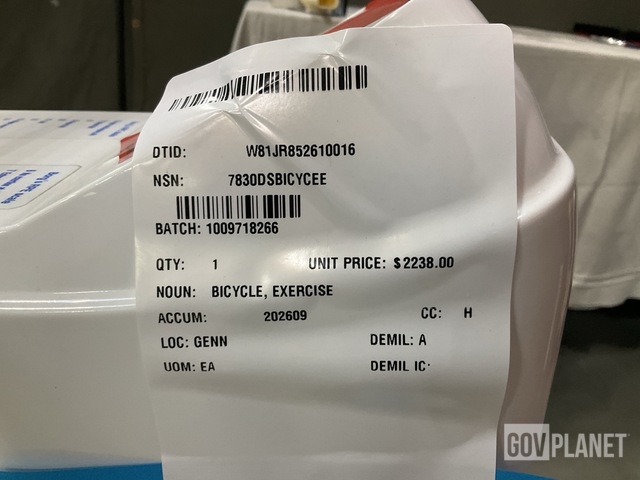 DTID: W81JR852610016
NSN: 7830DSBICYCEE
BATCH: 1009718266
QTY: 1 UNIT PRICE: $2238.00
NOUN: BICYCLE, EXERCISE
ACCUM: 202609 CC: H
LOC: GENN DEMIL: A
UOM: EA DEMIL IC:
GOVPLANET